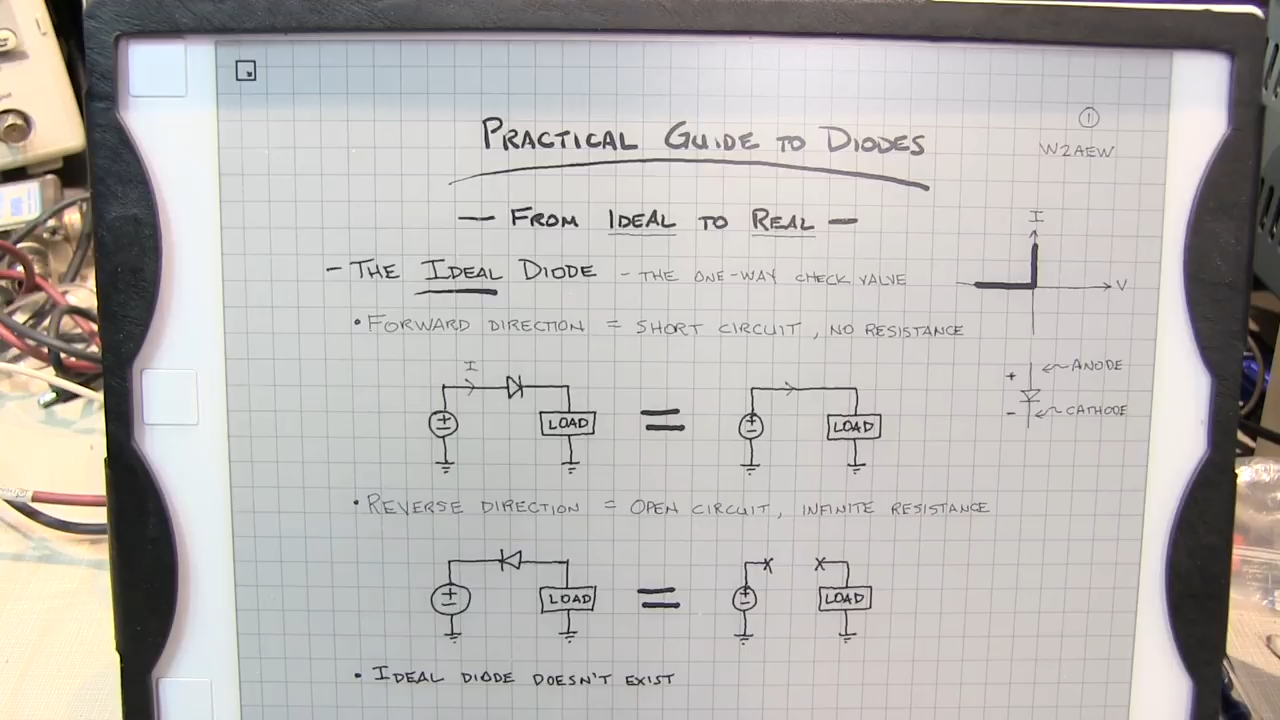 PRACTICAL GUIDE TO DIODES
1
W2AEW
— FROM IDEAL TO REAL —
I
- THE IDEAL DIODE - THE ONE-WAY CHECK VALVE
V
• FORWARD DIRECTION = SHORT CIRCUIT, NO RESISTANCE
I
+ ANODE
- CATHODE
± LOAD = ± LOAD
• REVERSE DIRECTION = OPEN CIRCUIT, INFINITE RESISTANCE
X X
± LOAD = ± LOAD
• IDEAL DIODE DOESN'T EXIST